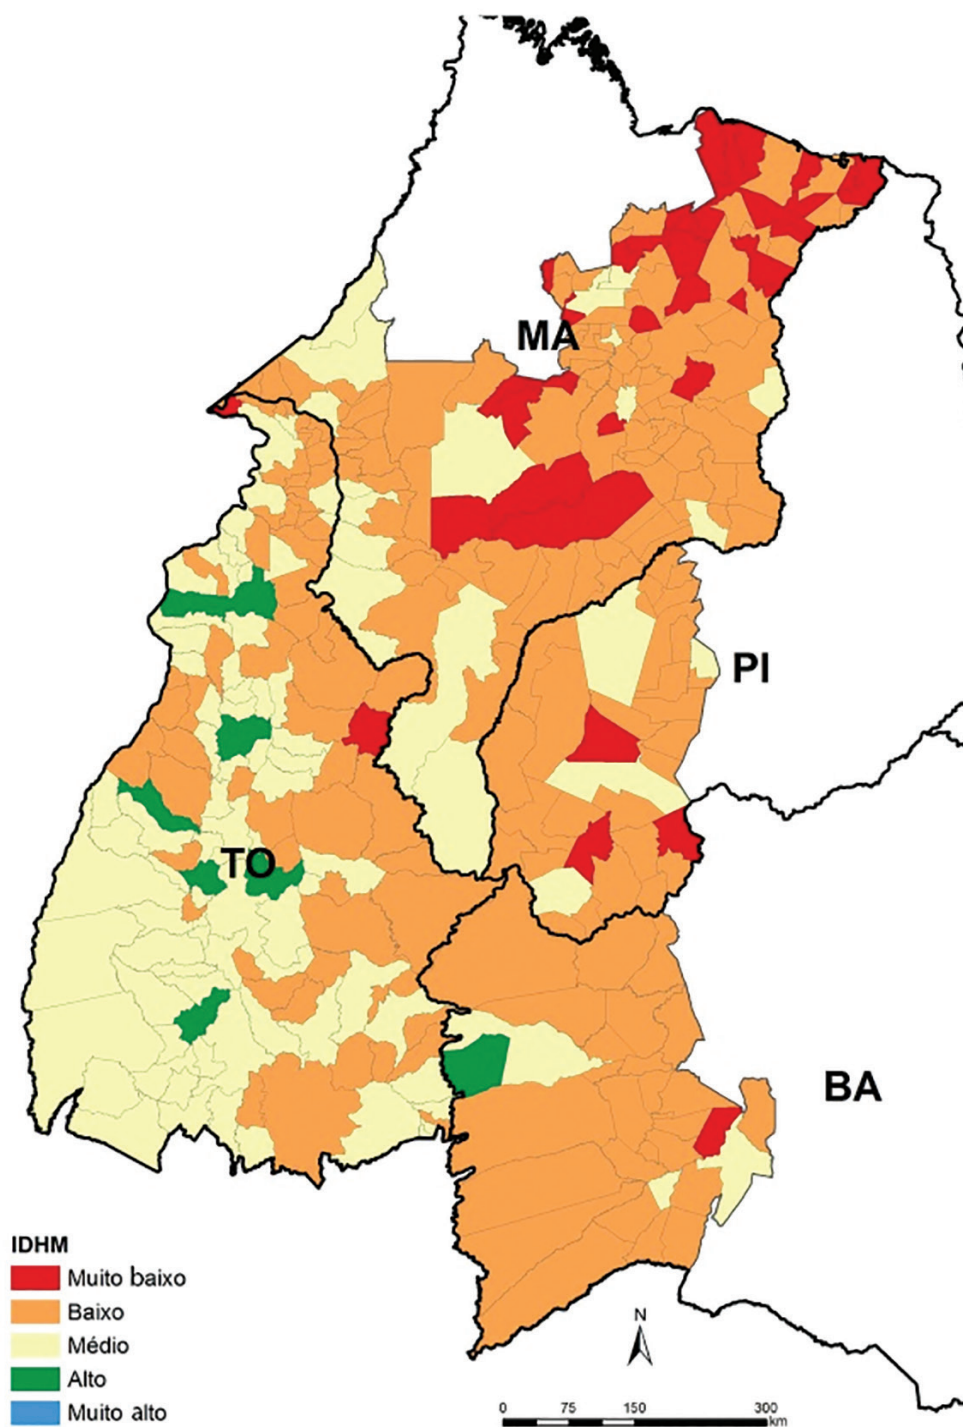 MA
PI
TO
BA
IDHM
Muito baixo
Baixo
Médio
Alto
Muito alto
N
0 75 150 300
km